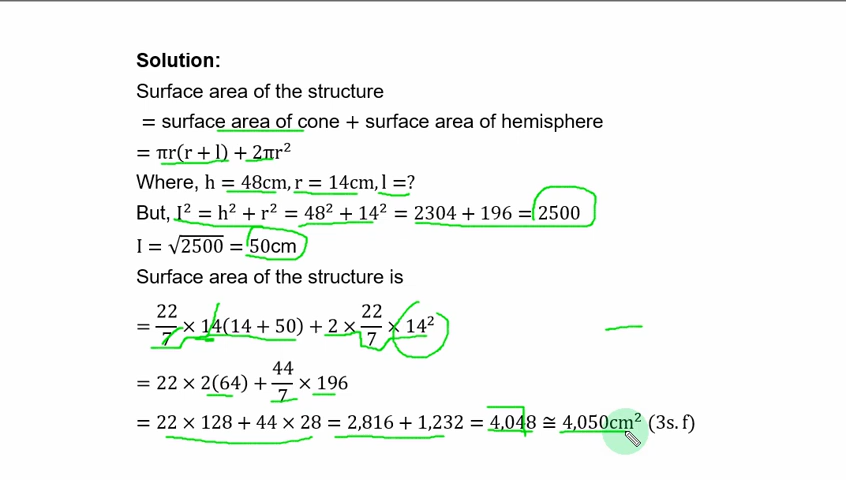 Solution:
Surface area of the structure
= surface area of cone + surface area of hemisphere
= πr(r + l) + 2πr²
Where, h = 48cm, r = 14cm, l =?
But, I² = h² + r² = 48² + 14² = 2304 + 196 = 2500
I = √2500 = 50cm
Surface area of the structure is
= 22/7 × 14(14 + 50) + 2 × 22/7 × 14²
= 22 × 2(64) + 44/7 × 196
= 22 × 128 + 44 × 28 = 2,816 + 1,232 = 4,048 ≅ 4,050cm² (3s. f)